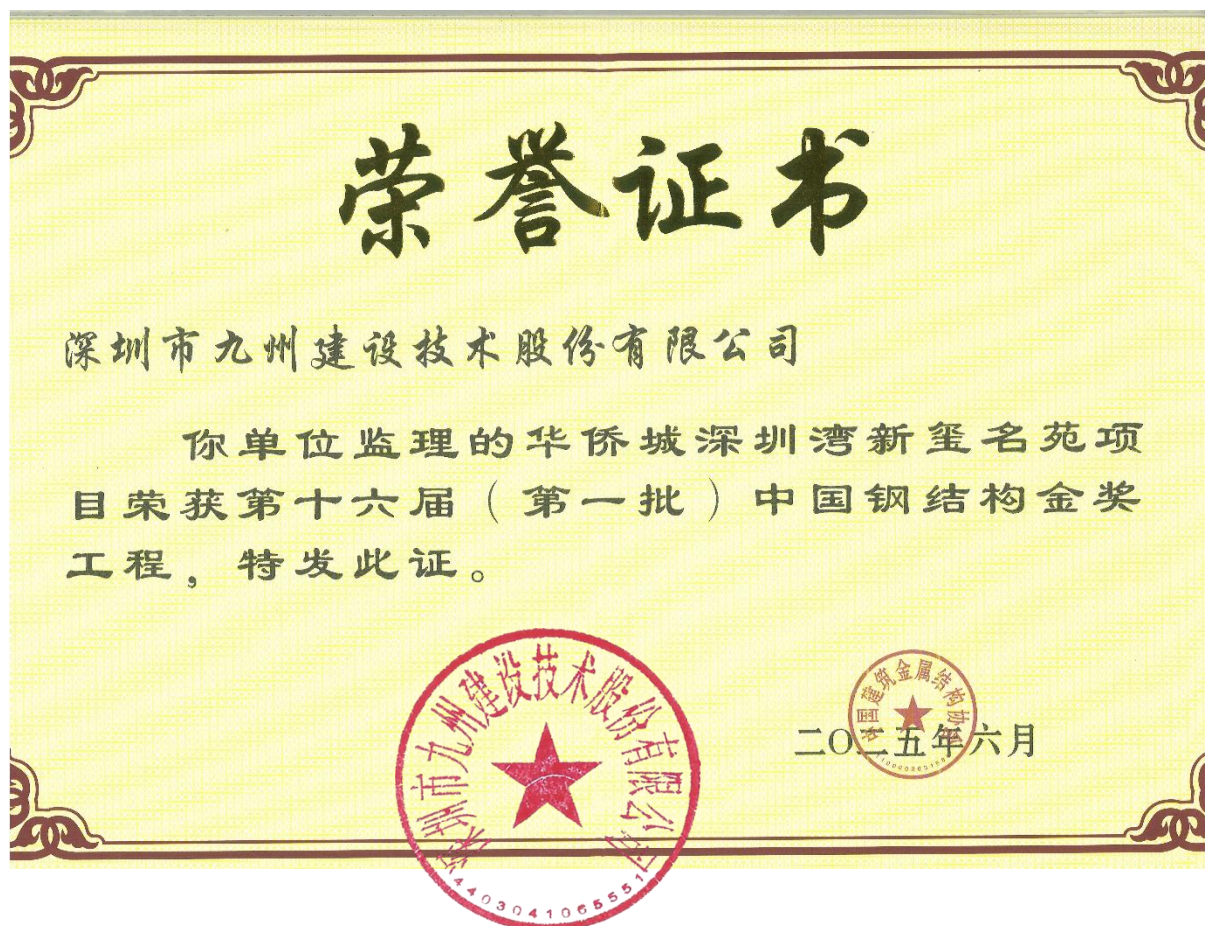 荣誉证书
深圳市九州建设技术股份有限公司
你单位监理的华侨城深圳湾新玺名苑项
目荣获第十六届（第一批）中国钢结构金奖
工程，特发此证。
深圳市九州建设技术股份有限公司
4403041065551
中国建筑金属结构协会
二〇二五年六月